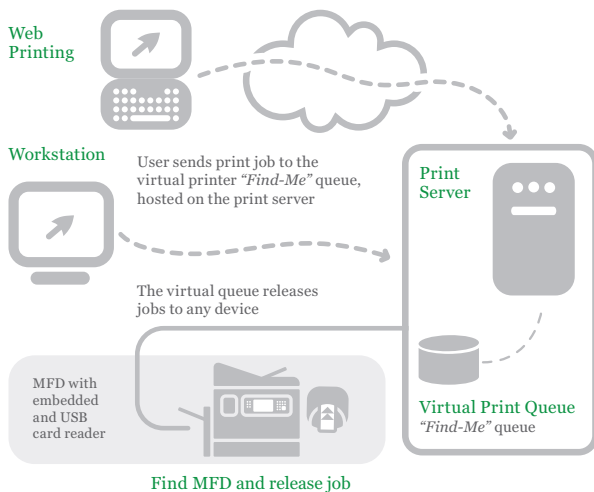 Web
Printing
Workstation
User sends print job to the
virtual printer “Find-Me” queue,
hosted on the print server
Print
Server
The virtual queue releases
jobs to any device
MFD with
embedded
and USB
card reader
Virtual Print Queue
“Find-Me” queue
Find MFD and release job